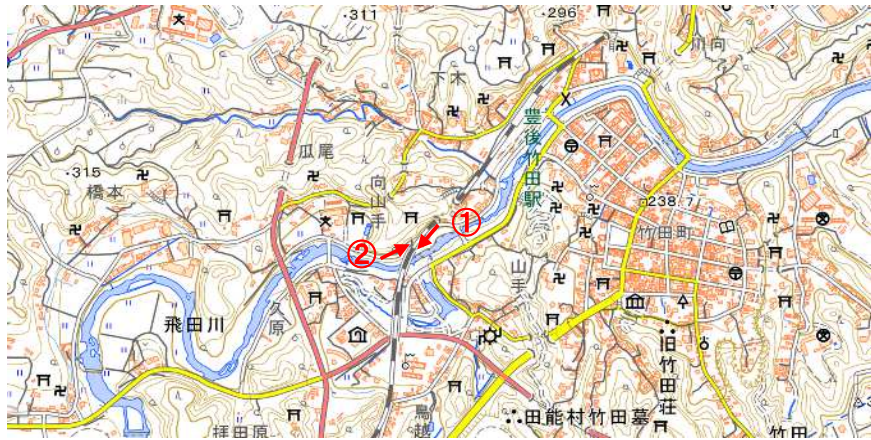 ・311
・296
下木
瓜尾
豊後竹田駅
・315
橋本
向山手
238.7
竹田町
①
②
山手
飛田川
久原
旧竹田荘
拝田原
鳥越
田能村竹田墓
竹田